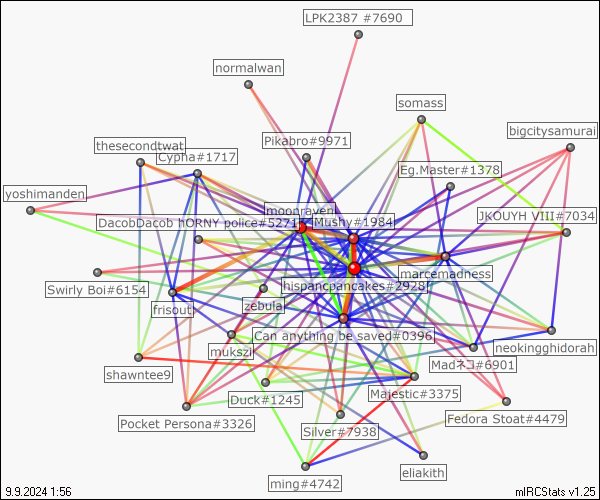 LPK2387 #7690
normalwan
somass
bigcitysamurai
Pikabro#9971
thesecondtwat
Cypha#1717
Eg.Master#1378
yoshimanden
moonraven
JKOUYH VIII#7034
DacobDacob hORNY police#5271
Mushy#1984
marcemadness
Swirly Boi#6154
hispancpancakes#2928
zebula
frisout
Can anything be saved#0396
mukszil
neokingghidorah
Madネコ#6901
shawntee9
Majestic#3375
Duck#1245
Fedora Stoat#4479
Pocket Persona#3326
Silver#7938
eliakith
ming#4742
9.9.2024 1:56
mIRCStats v1.25